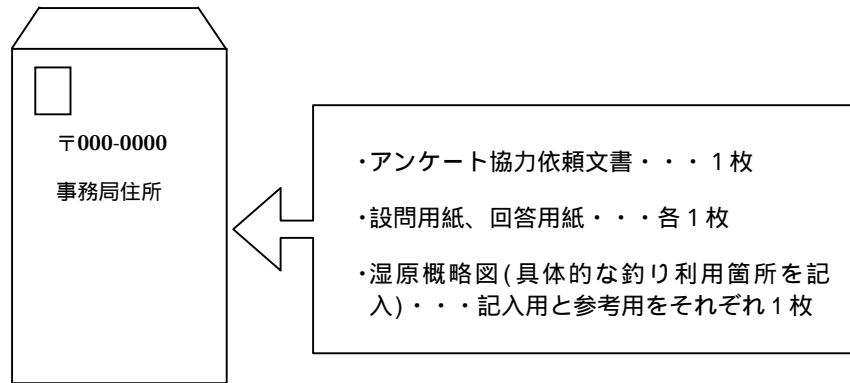 〒000-0000
事務局住所
・アンケート協力依頼文書・・・１枚
・設問用紙、回答用紙・・・各１枚
・湿原概略図(具体的な釣り利用箇所を記
入)・・・記入用と参考用をそれぞれ１枚